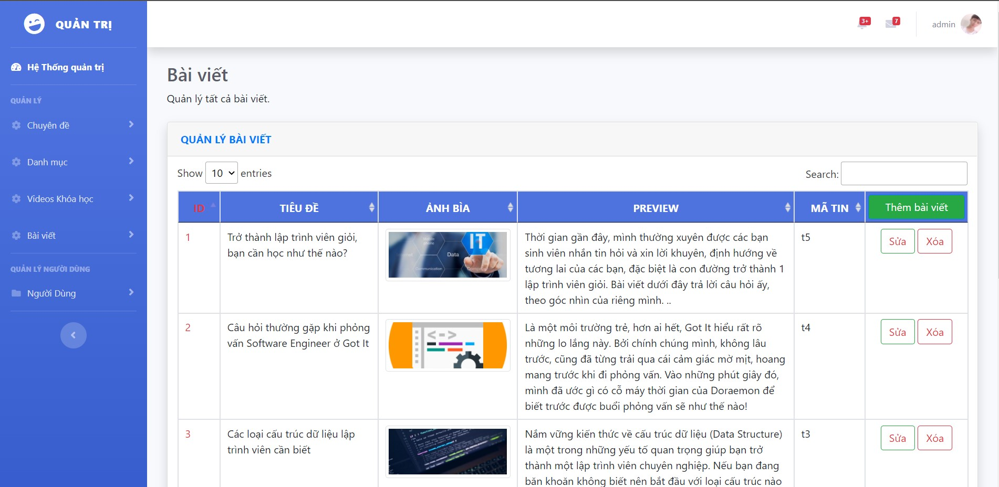 QUẢN TRỊ
3+
7
admin
Hệ Thống quản trị
QUẢN LÝ
Chuyên đề
Danh mục
Videos Khóa học
Bài viết
QUẢN LÝ NGƯỜI DÙNG
Người Dùng
Bài viết
Quản lý tất cả bài viết.
QUẢN LÝ BÀI VIẾT
Show 10 entries
Search:
ID TIÊU ĐỀ ẢNH BÌA PREVIEW MÃ TIN Thêm bài viết
1
Trở thành lập trình viên giỏi,
bạn cần học như thế nào?
Mobile
phone
IT
Data
Communication
Thời gian gần đây, mình thường xuyên được các bạn
sinh viên nhắn tin hỏi và xin lời khuyên, định hướng về
tương lai của các bạn, đặc biệt là con đường trở thành 1
lập trình viên giỏi. Bài viết dưới đây trả lời câu hỏi ấy,
theo góc nhìn của riêng mình. ..
t5
Sửa Xóa
2
Câu hỏi thường gặp khi phỏng
vấn Software Engineer ở Got It
<->
Là một môi trường trẻ, hơn ai hết, Got It hiểu rất rõ
những lo lắng này. Bởi chính chúng mình, không lâu
trước, cũng đã từng trải qua cái cảm giác mờ mịt, hoang
mang trước khi đi phỏng vấn. Vào những phút giây đó,
mình đã ước gì có cỗ máy thời gian của Doraemon để
biết trước được buổi phỏng vấn sẽ như thế nào!
t4
Sửa Xóa
3
Các loại cấu trúc dữ liệu lập
trình viên cần biết
Nắm vững kiến thức về cấu trúc dữ liệu (Data Structure)
là một trong những yếu tố quan trọng giúp bạn trở
thành một lập trình viên chuyên nghiệp. Nếu bạn đang
băn khoăn không biết nên bắt đầu với loại cấu trúc nào
t3
Sửa Xóa